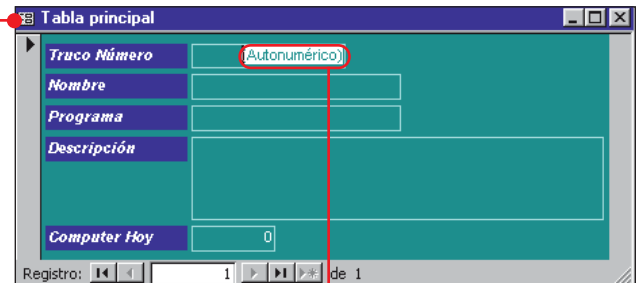 Tabla principal
Truco Número (Autonumérico)
Nombre
Programa
Descripción
Computer Hoy 0
Registro: 1 de 1